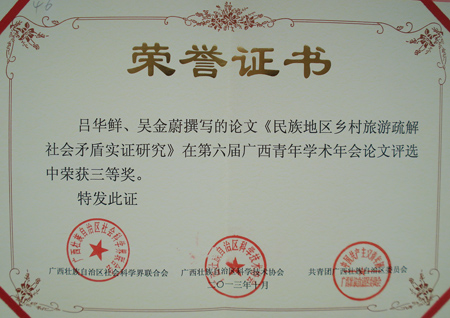 荣誉证书
吕华鲜、吴金蔚撰写的论文《民族地区乡村旅游疏解
社会矛盾实证研究》在第六届广西青年学术年会论文评选
中荣获三等奖。
特发此证
广西壮族自治区社会科学界联合会 广西壮族自治区科学技术协会 共青团广西壮族自治区委员会
二〇一三年十月